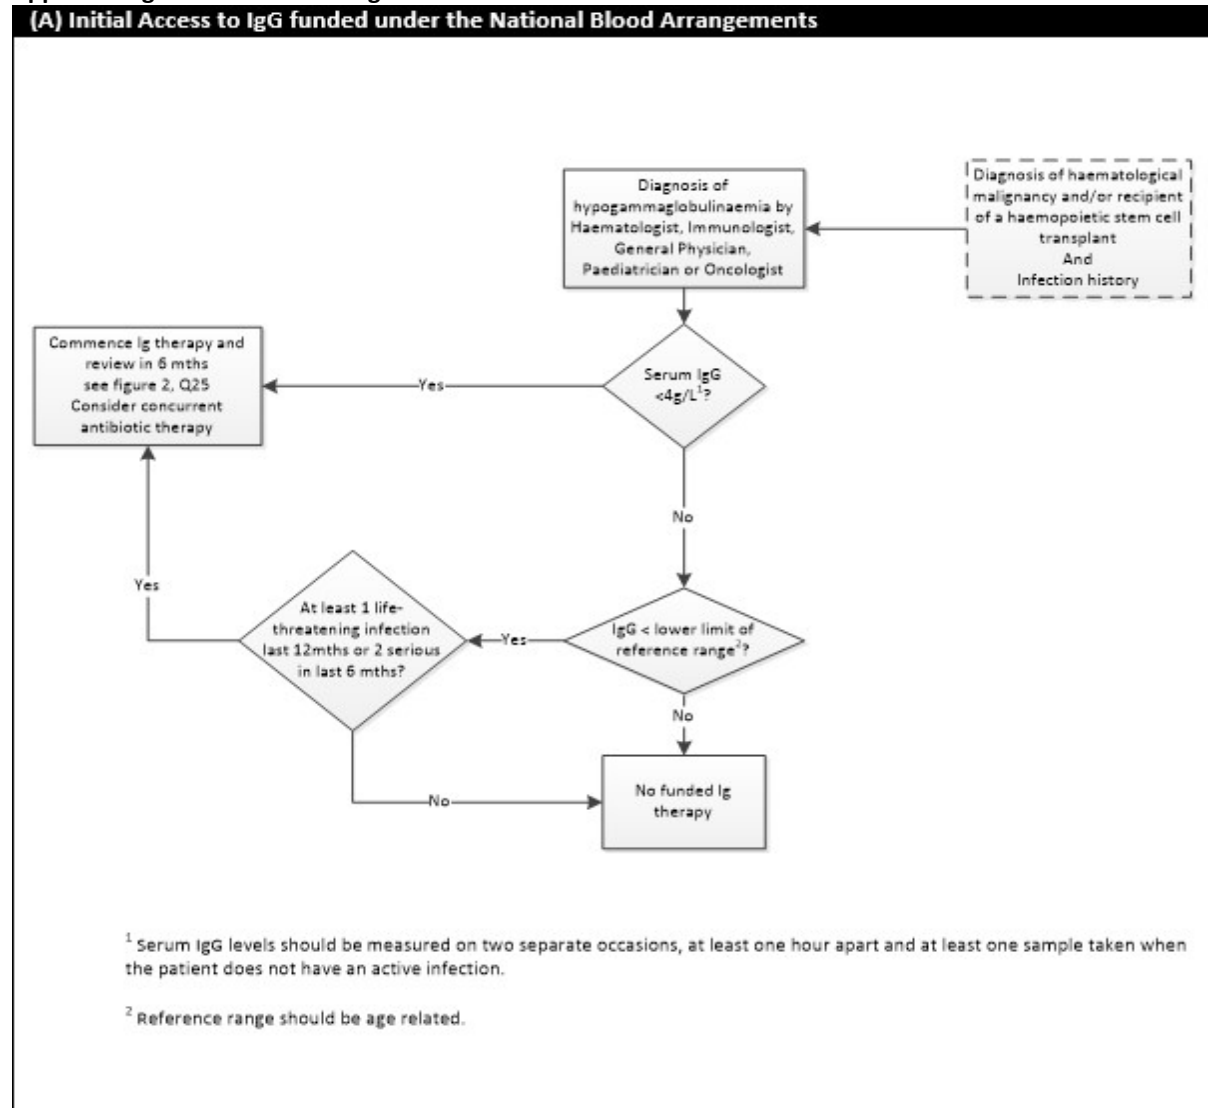 (A) Initial Access to IgG funded under the National Blood Arrangements
Diagnosis of
hypogammaglobulinaemia by
Haematologist, Immunologist,
General Physician,
Paediatrician or Oncologist
Diagnosis of haematological
malignancy and/or recipient
of a haemopoietic stem cell
transplant
And
Infection history
Commence Ig therapy and
review in 6 mths
see figure 2, Q25
Consider concurrent
antibiotic therapy
Yes
Serum IgG
<4g/L¹?
No
Yes
At least 1 life-
threatening infection
last 12mths or 2 serious
in last 6 mths?
Yes
IgG < lower limit of
reference range²?
No
No
No funded Ig
therapy
¹ Serum IgG levels should be measured on two separate occasions, at least one hour apart and at least one sample taken when
the patient does not have an active infection.
² Reference range should be age related.